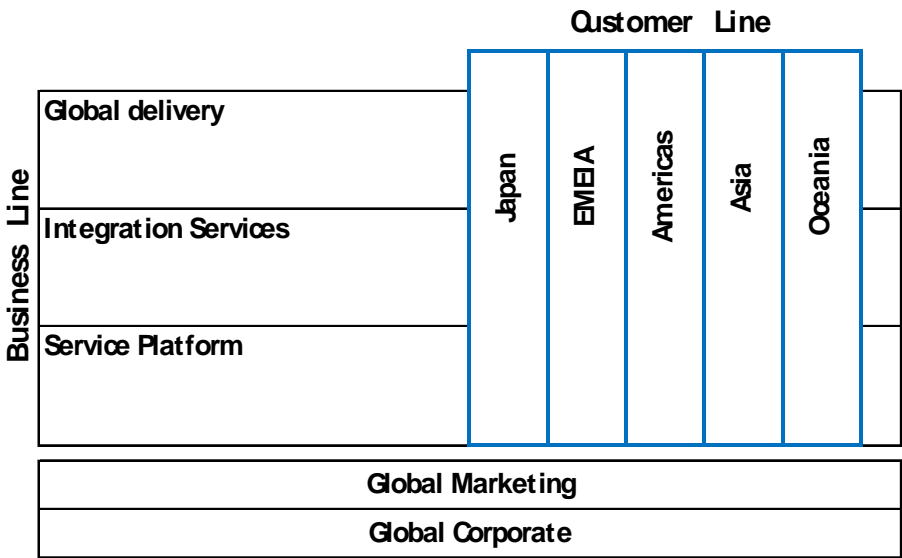 Customer Line
Business Line
Global delivery
Integration Services
Service Platform
Japan
EMEIA
Americas
Asia
Oceania
Global Marketing
Global Corporate